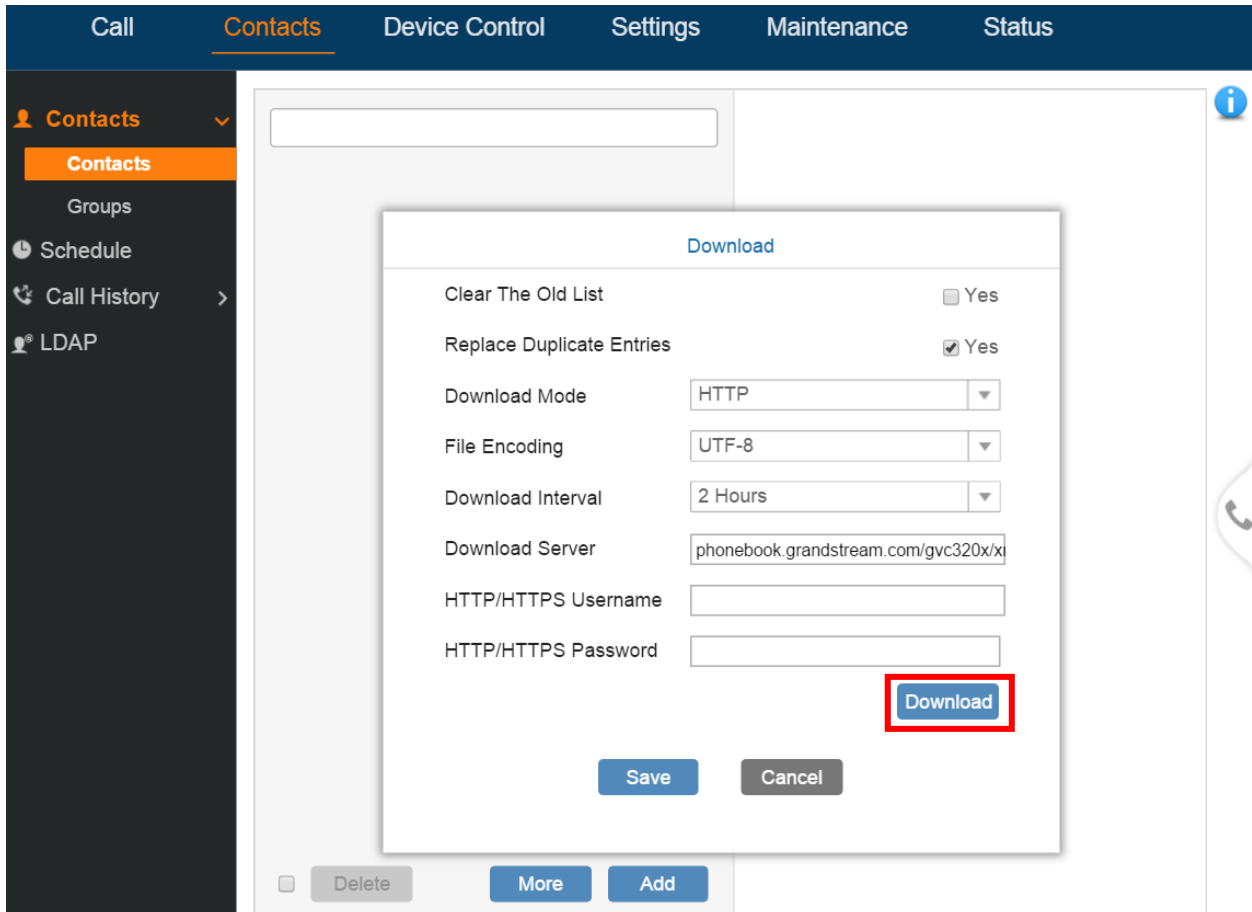 Call Contacts Device Control Settings Maintenance Status
Contacts
Contacts
Groups
Schedule
Call History
LDAP
Download
Clear The Old List Yes
Replace Duplicate Entries Yes
Download Mode HTTP
File Encoding UTF-8
Download Interval 2 Hours
Download Server phonebook.grandstream.com/gvc320x/x
HTTP/HTTPS Username
HTTP/HTTPS Password
Download
Save Cancel
Delete More Add